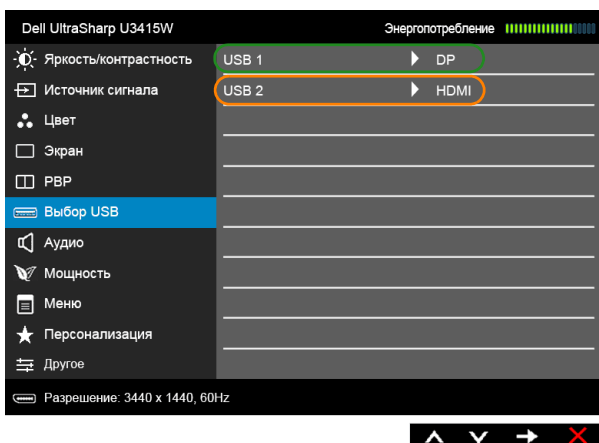 Dell UltraSharp U3415W Энергопотребление
Яркость/контрастность USB 1 DP
Источник сигнала USB 2 HDMI
Цвет
Экран
PBP
Выбор USB
Аудио
Мощность
Меню
Персонализация
Другое
Разрешение: 3440 x 1440, 60Hz